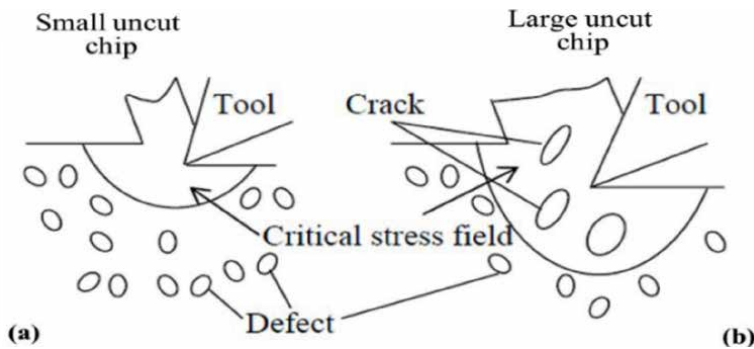 Small uncut
chip
Large uncut
chip
Tool
Crack
Tool
Critical stress field
Defect
(a)
(b)